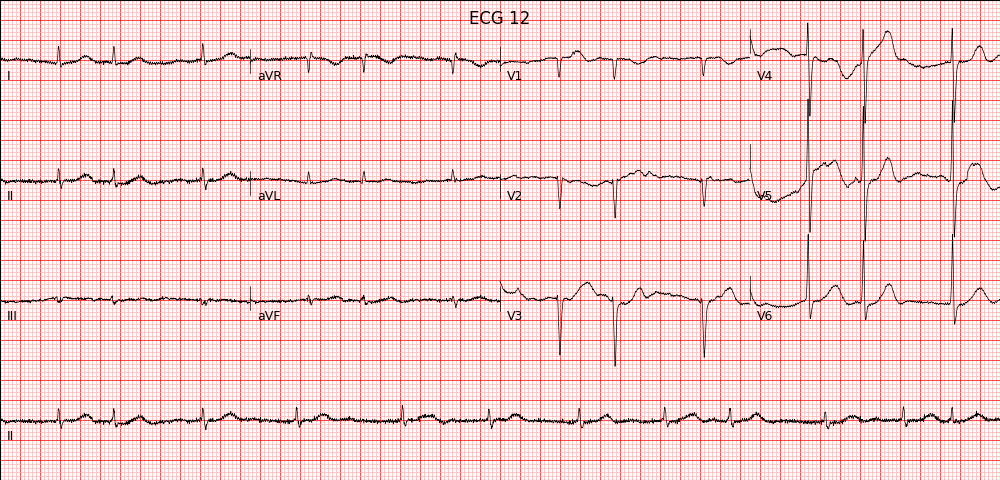 ECG 12
I aVR V1 V4
II aVL V2 V5
III aVF V3 V6
II